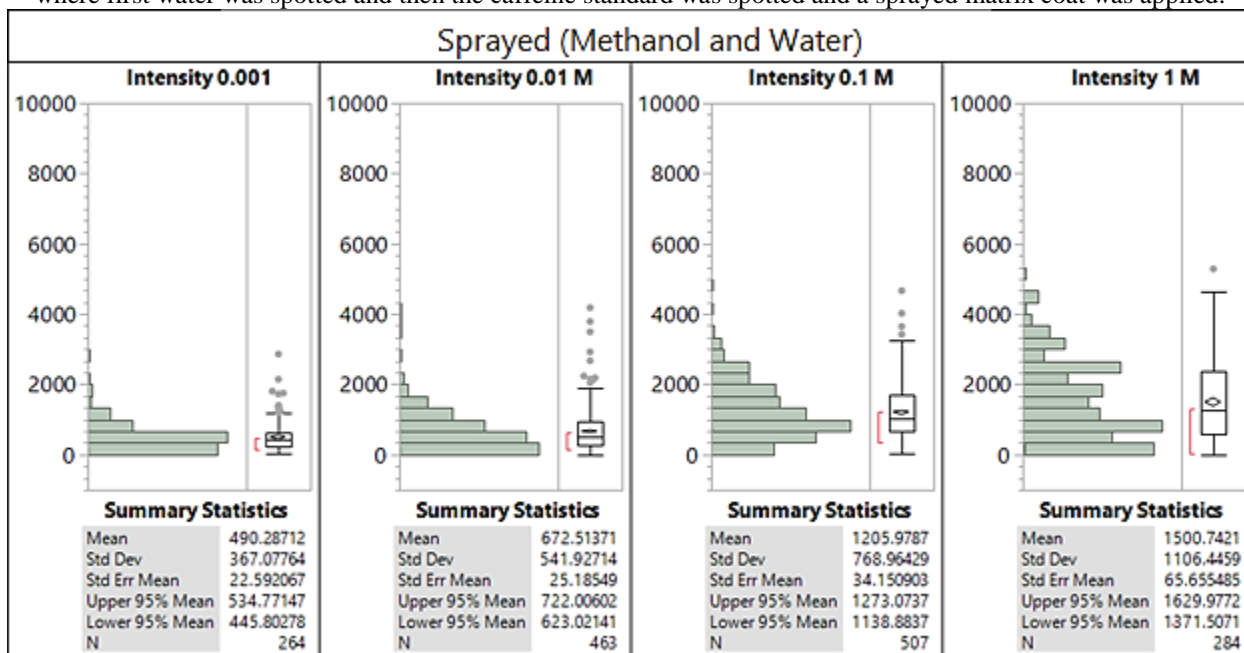 where first water was spotted and then the caffeine standard was spotted and a sprayed matrix coat was applied.
Sprayed (Methanol and Water)
Intensity 0.001
10000
8000
6000
4000
2000
0
Summary Statistics
Mean 490.28712
Std Dev 367.07764
Std Err Mean 22.592067
Upper 95% Mean 534.77147
Lower 95% Mean 445.80278
N 264
Intensity 0.01 M
10000
8000
6000
4000
2000
0
Summary Statistics
Mean 672.51371
Std Dev 541.92714
Std Err Mean 25.18549
Upper 95% Mean 722.00602
Lower 95% Mean 623.02141
N 463
Intensity 0.1 M
10000
8000
6000
4000
2000
0
Summary Statistics
Mean 1205.9787
Std Dev 768.96429
Std Err Mean 34.150903
Upper 95% Mean 1273.0737
Lower 95% Mean 1138.8837
N 507
Intensity 1 M
10000
8000
6000
4000
2000
0
Summary Statistics
Mean 1500.7421
Std Dev 1106.4459
Std Err Mean 65.655485
Upper 95% Mean 1629.9772
Lower 95% Mean 1371.5071
N 284